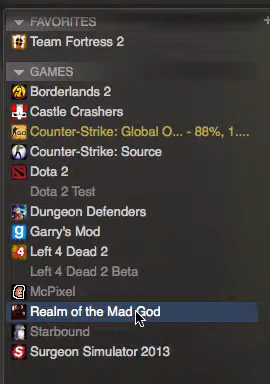 FAVORITES
Team Fortress 2
GAMES
Borderlands 2
Castle Crashers
Counter-Strike: Global O... - 88%, 1....
Counter-Strike: Source
Dota 2
Dota 2 Test
Dungeon Defenders
Garry's Mod
Left 4 Dead 2
Left 4 Dead 2 Beta
McPixel
Realm of the Mad God
Starbound
Surgeon Simulator 2013